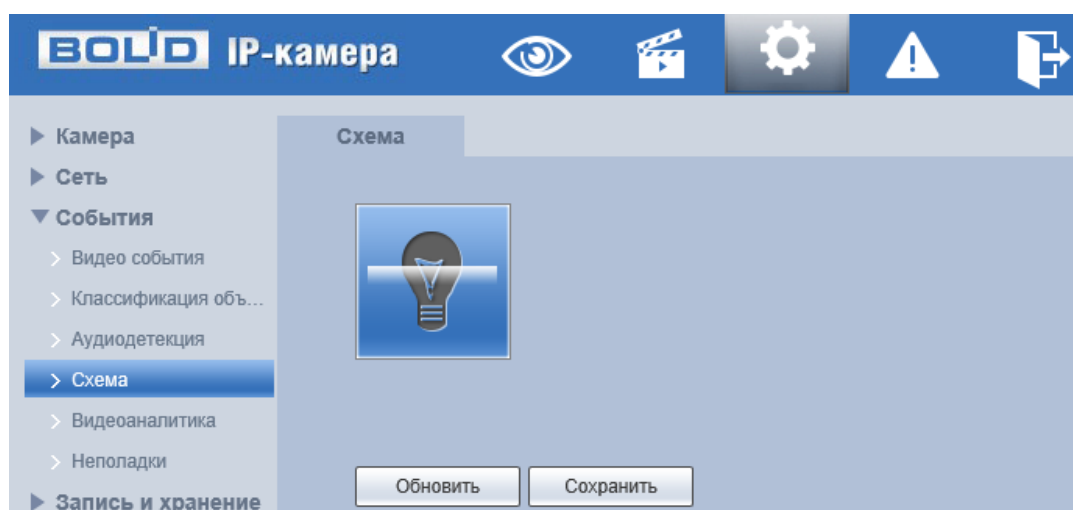 BOLID IP-камера
Камера
Схема
Сеть
События
Видео события
Классификация объ...
Аудиодетекция
Схема
Видеоаналитика
Неполадки
Обновить
Сохранить
Запись и хранение